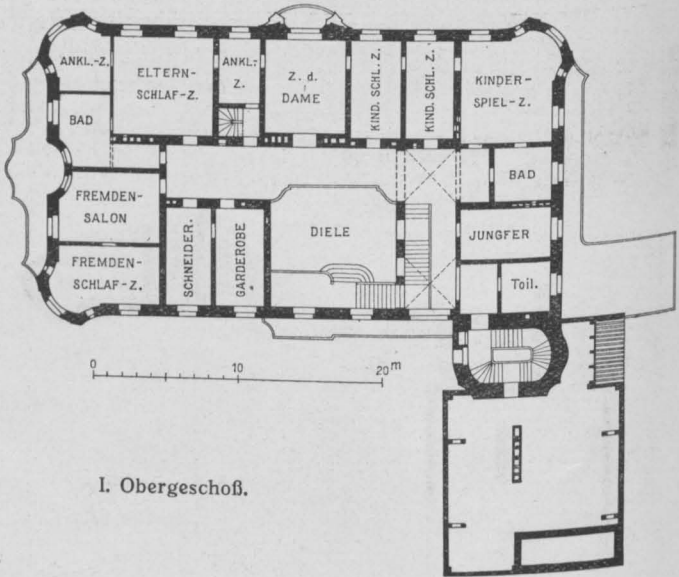 ANKL.-Z.
ELTERN-
SCHLAF-Z.
ANKL.-
Z.
Z. d.
DAME
KIND. SCHL. Z.
KIND. SCHL. Z.
KINDER-
SPIEL-Z.
BAD
BAD
FREMDEN-
SALON
FREMDEN-
SCHLAF-Z.
SCHNEIDER.
GARDEROBE.
DIELE
JUNGFER
Toil.
0 10 20 m
I. Obergeschoß.